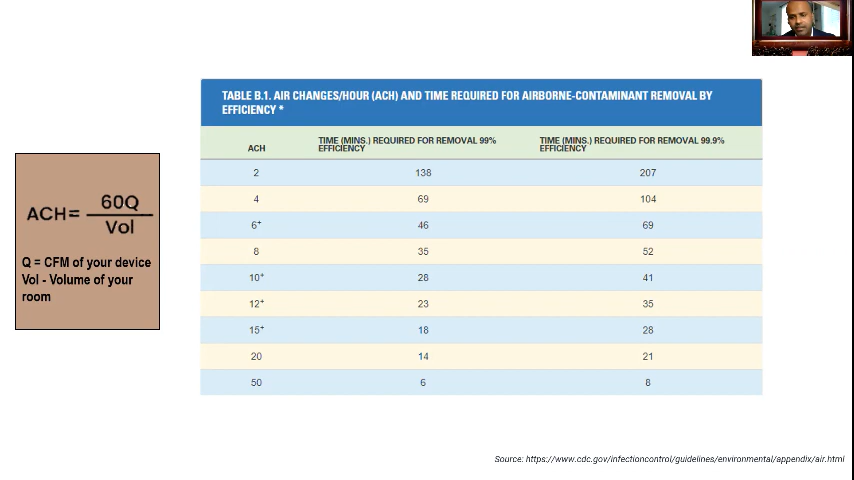 TABLE B.1. AIR CHANGES/HOUR (ACH) AND TIME REQUIRED FOR AIRBORNE-CONTAMINANT REMOVAL BY
EFFICIENCY *
ACH TIME (MINS.) REQUIRED FOR REMOVAL 99% EFFICIENCY TIME (MINS.) REQUIRED FOR REMOVAL 99.9% EFFICIENCY
2 138 207
4 69 104
6+ 46 69
8 35 52
10+ 28 41
12+ 23 35
15+ 18 28
20 14 21
50 6 8
ACH= 60Q
Vol
Q = CFM of your device
Vol - Volume of your
room
Source: https://www.cdc.gov/infectioncontrol/guidelines/environmental/appendix/air.html